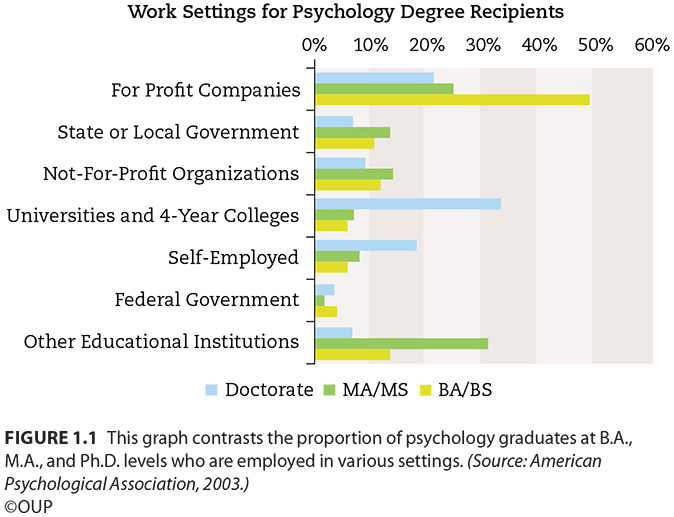 Work Settings for Psychology Degree Recipients
0% 10% 20% 30% 40% 50% 60%
For Profit Companies
State or Local Government
Not-For-Profit Organizations
Universities and 4-Year Colleges
Self-Employed
Federal Government
Other Educational Institutions
Doctorate MA/MS BA/BS
FIGURE 1.1 This graph contrasts the proportion of psychology graduates at B.A.,
M.A., and Ph.D. levels who are employed in various settings. (Source: American
Psychological Association, 2003.)
©OUP